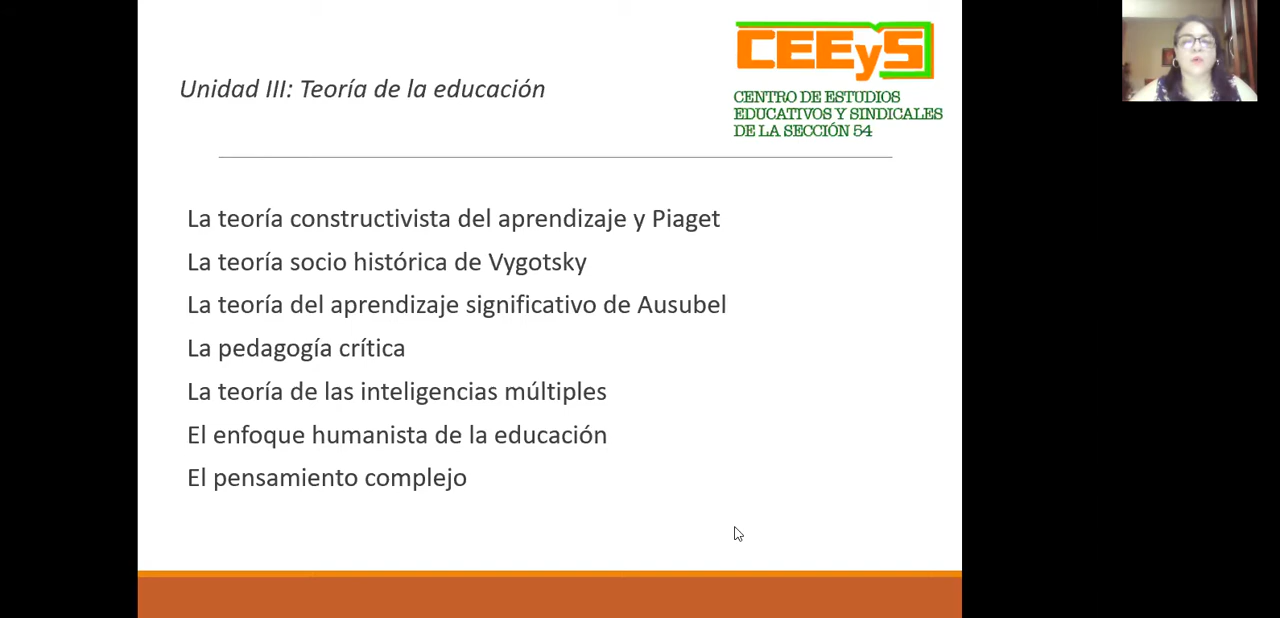 Unidad III: Teoría de la educación
CEEyS
CENTRO DE ESTUDIOS
EDUCATIVOS Y SINDICALES
DE LA SECCIÓN 54
La teoría constructivista del aprendizaje y Piaget
La teoría socio histórica de Vygotsky
La teoría del aprendizaje significativo de Ausubel
La pedagogía crítica
La teoría de las inteligencias múltiples
El enfoque humanista de la educación
El pensamiento complejo